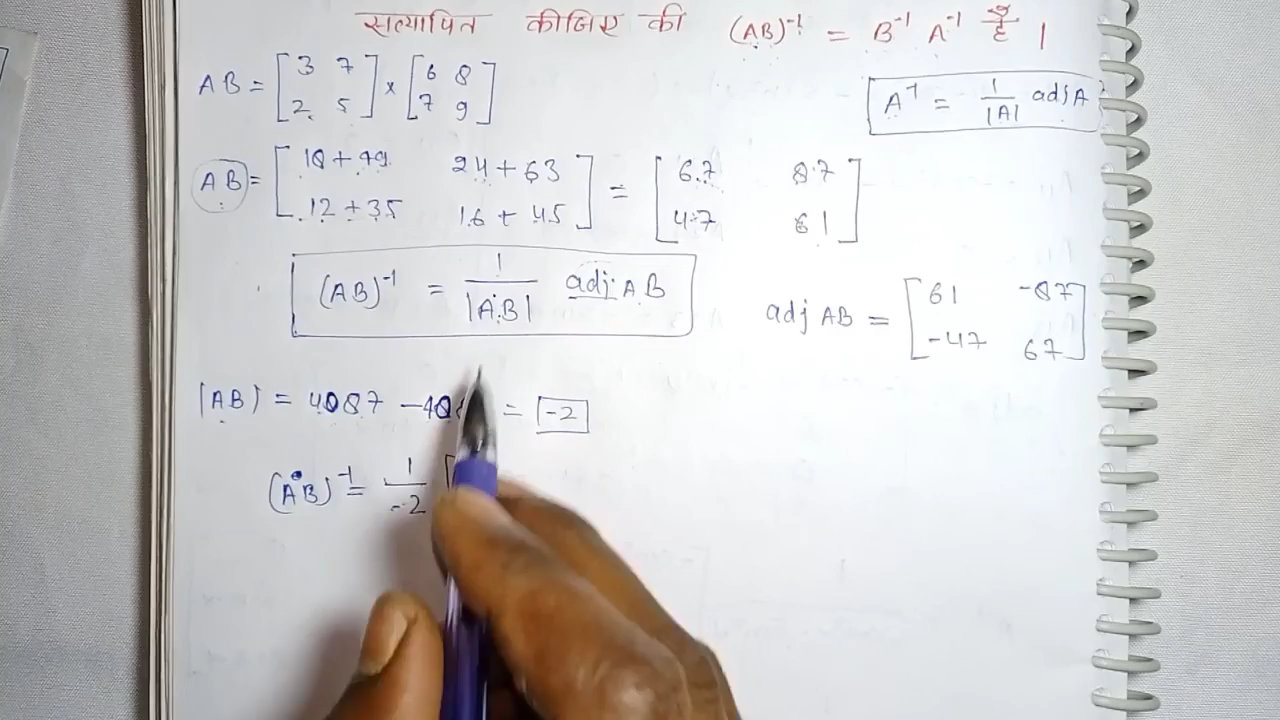 सत्यापित कीजिए की (AB)⁻¹ = B⁻¹ A⁻¹ है ।
AB = [3 7 × [6 8
2 5] 7 9]
A⁻¹ = 1/|A| adj A
AB = [18+49 24+63 = [67 87
12+35 16+45] 47 61]
(AB)⁻¹ = 1/|AB| adj AB
adj AB = [61 -87
-47 67]
|AB| = 4087 - = -2
(AB)⁻¹ = 1/-2 [